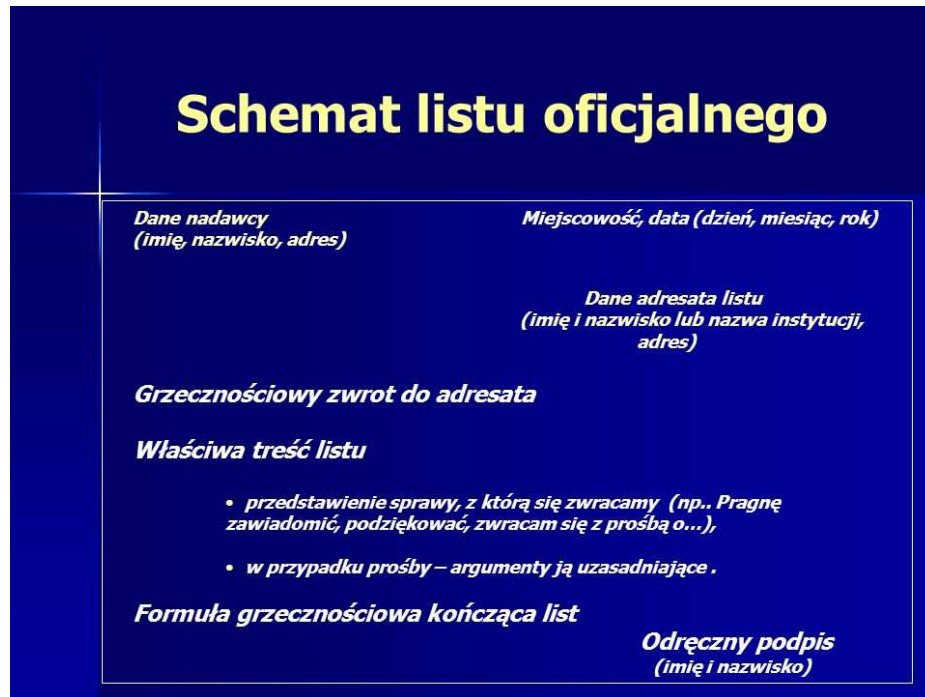 Schemat listu oficjalnego
Dane nadawcy
(imię, nazwisko, adres)
Miejscowość, data (dzień, miesiąc, rok)
Dane adresata listu
(imię i nazwisko lub nazwa instytucji,
adres)
Grzecznościowy zwrot do adresata
Właściwa treść listu
• przedstawienie sprawy, z którą się zwracamy (np.. Pragnę
zawiadomić, podziękować, zwracam się z prośbą o...),
• w przypadku prośby – argumenty ją uzasadniające .
Formuła grzecznościowa kończąca list
Odręczny podpis
(imię i nazwisko)